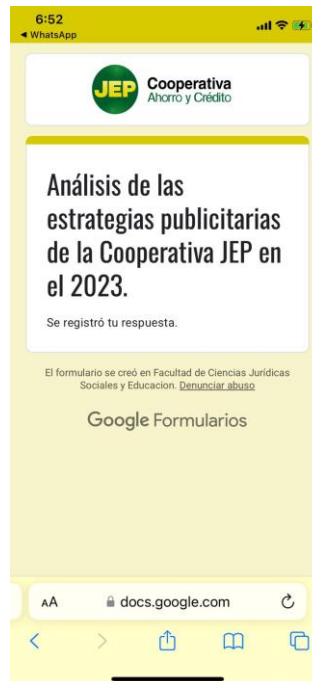 6:52
◀ WhatsApp
JEP
Cooperativa
Ahorro y Crédito
Análisis de las
estrategias publicitarias
de la Cooperativa JEP en
el 2023.
Se registró tu respuesta.
El formulario se creó en Facultad de Ciencias Jurídicas
Sociales y Educacion. Denunciar abuso
Google Formularios
AA docs.google.com